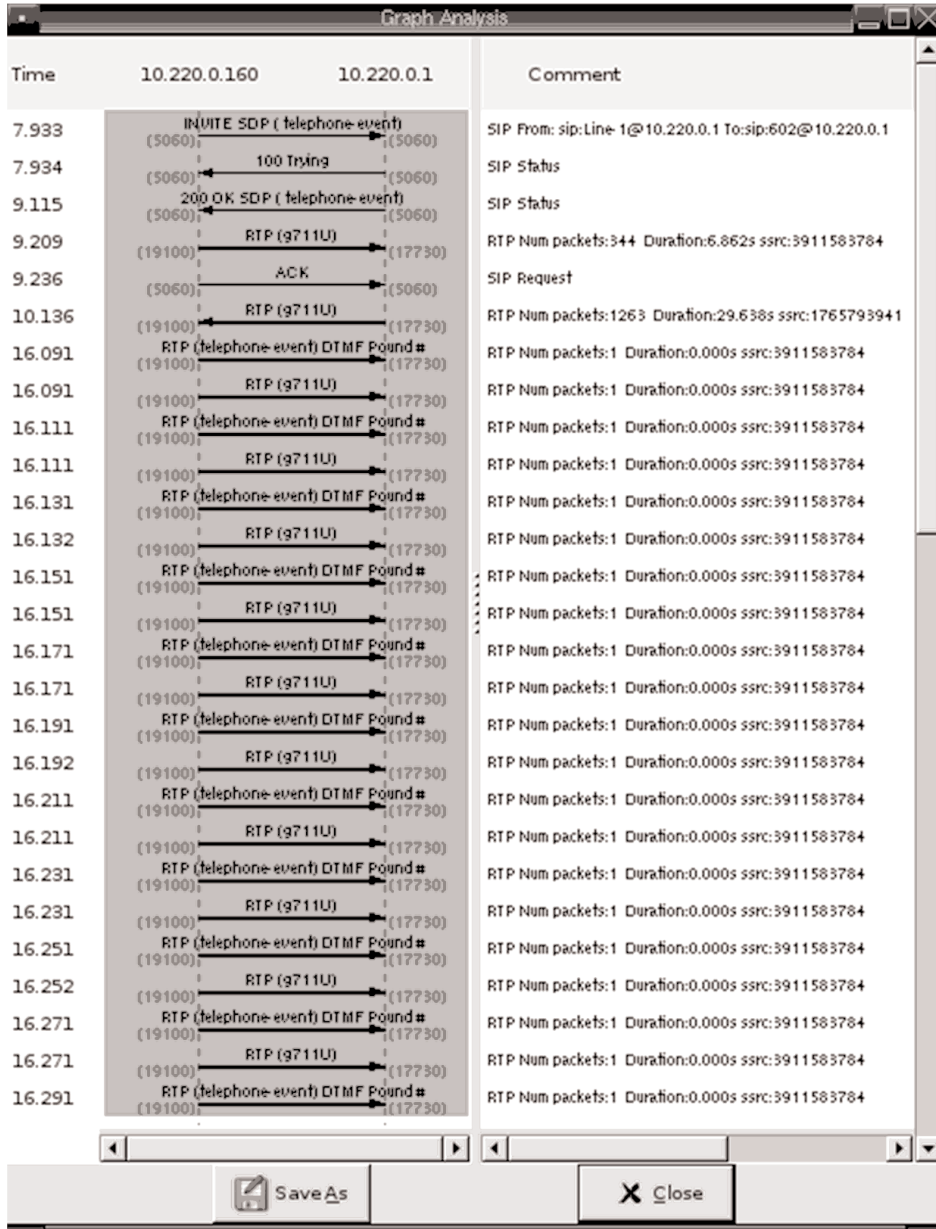 Graph Analysis
Time 10.220.0.160 10.220.0.1 Comment
7.933 INVITE SDP ( telephone-event) (5060) (5060) SIP From: sip:Line-1@10.220.0.1 To:sip:602@10.220.0.1
7.934 100 Trying (5060) (5060) SIP Status
9.115 200 OK SDP ( telephone-event) (5060) (5060) SIP Status
9.209 RTP (g711U) (19100) (17730) RTP Num packets:344 Duration:6.862s ssrc:3911583784
9.236 ACK (5060) (5060) SIP Request
10.136 RTP (g711U) (19100) (17730) RTP Num packets:1263 Duration:29.638s ssrc:1765793941
16.091 RTP (telephone-event) DTMF Pound # (19100) (17730) RTP Num packets:1 Duration:0.000s ssrc:3911583784
16.091 RTP (g711U) (19100) (17730) RTP Num packets:1 Duration:0.000s ssrc:3911583784
16.111 RTP (telephone-event) DTMF Pound # (19100) (17730) RTP Num packets:1 Duration:0.000s ssrc:3911583784
16.111 RTP (g711U) (19100) (17730) RTP Num packets:1 Duration:0.000s ssrc:3911583784
16.131 RTP (telephone-event) DTMF Pound # (19100) (17730) RTP Num packets:1 Duration:0.000s ssrc:3911583784
16.132 RTP (g711U) (19100) (17730) RTP Num packets:1 Duration:0.000s ssrc:3911583784
16.151 RTP (telephone-event) DTMF Pound # (19100) (17730) RTP Num packets:1 Duration:0.000s ssrc:3911583784
16.151 RTP (g711U) (19100) (17730) RTP Num packets:1 Duration:0.000s ssrc:3911583784
16.171 RTP (telephone-event) DTMF Pound # (19100) (17730) RTP Num packets:1 Duration:0.000s ssrc:3911583784
16.171 RTP (g711U) (19100) (17730) RTP Num packets:1 Duration:0.000s ssrc:3911583784
16.191 RTP (telephone-event) DTMF Pound # (19100) (17730) RTP Num packets:1 Duration:0.000s ssrc:3911583784
16.192 RTP (g711U) (19100) (17730) RTP Num packets:1 Duration:0.000s ssrc:3911583784
16.211 RTP (telephone-event) DTMF Pound # (19100) (17730) RTP Num packets:1 Duration:0.000s ssrc:3911583784
16.211 RTP (g711U) (19100) (17730) RTP Num packets:1 Duration:0.000s ssrc:3911583784
16.231 RTP (telephone-event) DTMF Pound # (19100) (17730) RTP Num packets:1 Duration:0.000s ssrc:3911583784
16.231 RTP (g711U) (19100) (17730) RTP Num packets:1 Duration:0.000s ssrc:3911583784
16.251 RTP (telephone-event) DTMF Pound # (19100) (17730) RTP Num packets:1 Duration:0.000s ssrc:3911583784
16.252 RTP (g711U) (19100) (17730) RTP Num packets:1 Duration:0.000s ssrc:3911583784
16.271 RTP (telephone-event) DTMF Pound # (19100) (17730) RTP Num packets:1 Duration:0.000s ssrc:3911583784
16.271 RTP (g711U) (19100) (17730) RTP Num packets:1 Duration:0.000s ssrc:3911583784
16.291 RTP (telephone-event) DTMF Pound # (19100) (17730) RTP Num packets:1 Duration:0.000s ssrc:3911583784
Save As Close